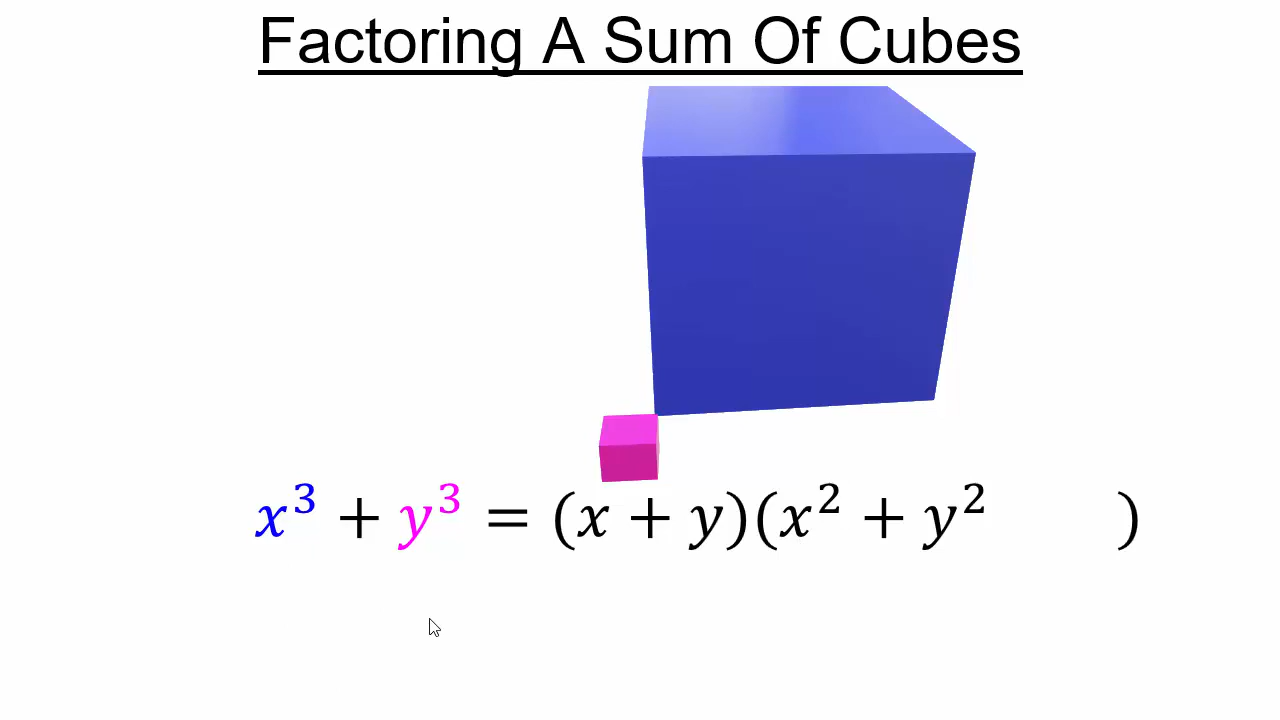 Factoring A Sum Of Cubes
x³ + y³ = (x + y)(x² + y² )